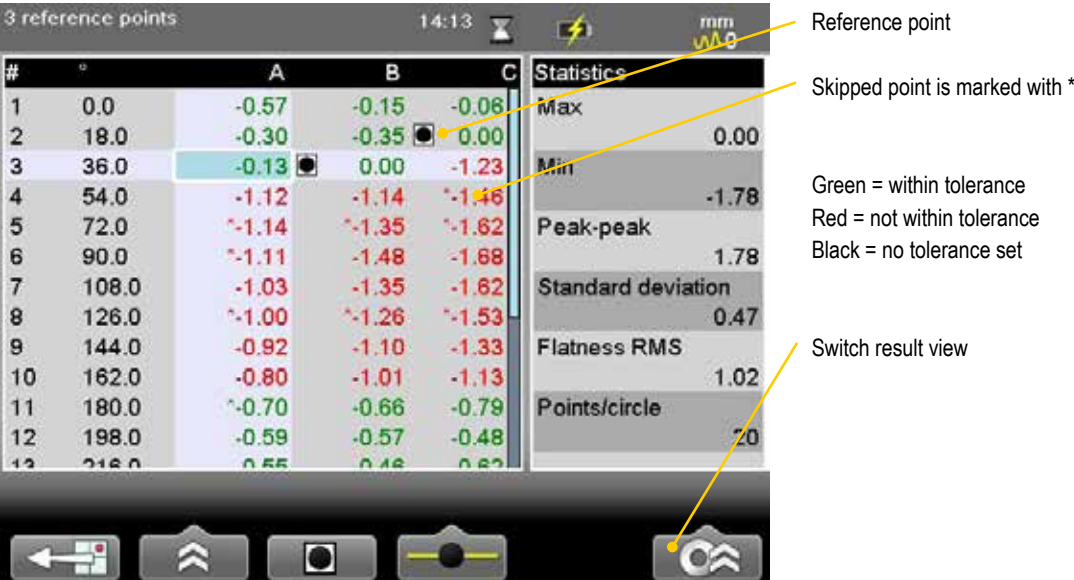 3 reference points 14:13 mm
0
# ° A B C Statistics
1 0.0 -0.57 -0.15 -0.06 Max
2 18.0 -0.30 -0.35 0.00 0.00
3 36.0 -0.13 0.00 -1.23 Min
4 54.0 -1.12 -1.14 *-1.46 -1.78
5 72.0 *-1.14 *-1.35 *-1.62 Peak-peak
6 90.0 *-1.11 -1.48 -1.68 1.78
7 108.0 -1.03 -1.35 -1.62 Standard deviation
8 126.0 *-1.00 *-1.26 *-1.53 0.47
9 144.0 -0.92 -1.10 -1.33 Flatness RMS
10 162.0 -0.80 -1.01 -1.13 1.02
11 180.0 *-0.70 -0.66 -0.79 Points/circle
12 198.0 -0.59 -0.57 -0.48 20
13 216.0
Reference point
Skipped point is marked with *
Green = within tolerance
Red = not within tolerance
Black = no tolerance set
Switch result view